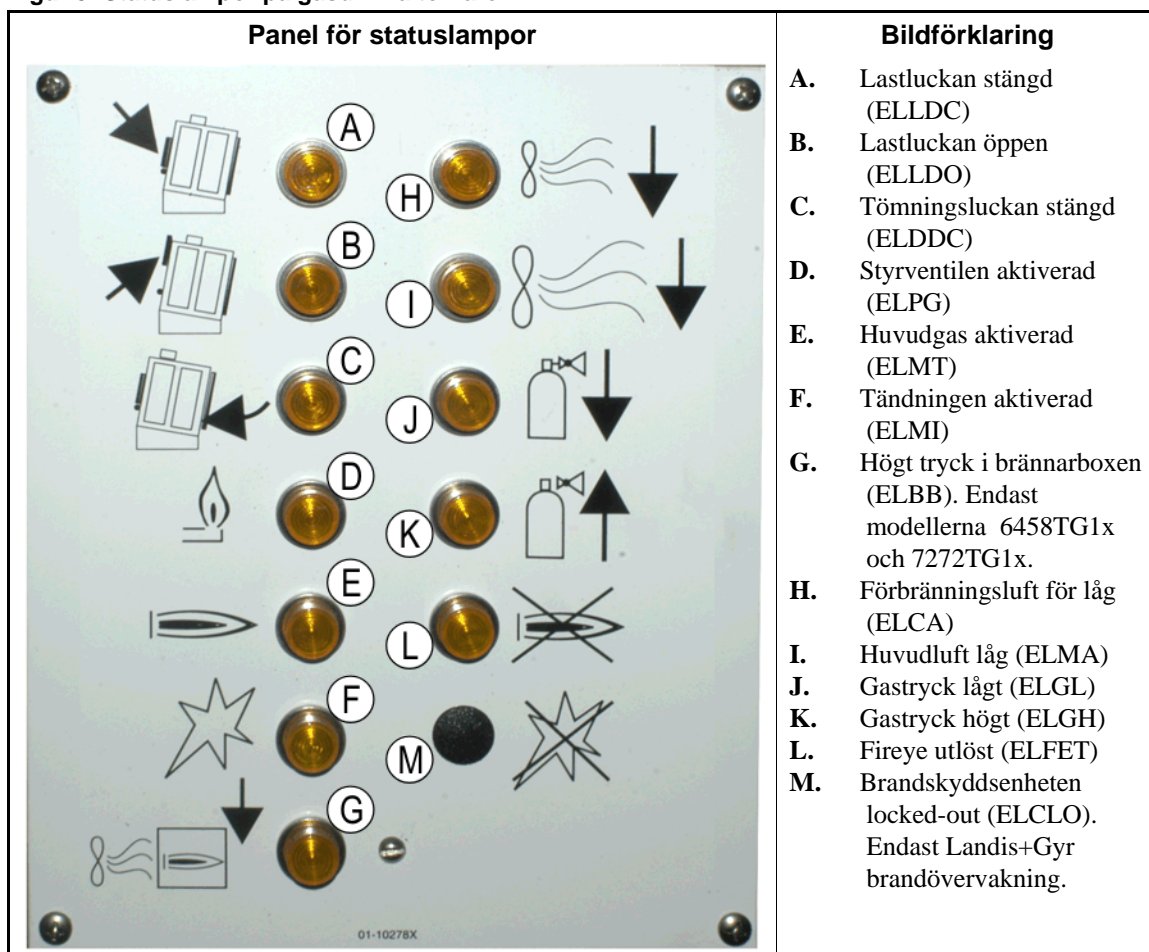 Panel för statuslampor
A
H
B
I
C
J
D
K
E
L
F
M
G
01-10278X
Bildförklaring
A. Lastluckan stängd
(ELLDC)
B. Lastluckan öppen
(ELLDO)
C. Tömningsluckan stängd
(ELDDC)
D. Styrventilen aktiverad
(ELPG)
E. Huvudgas aktiverad
(ELMT)
F. Tändningen aktiverad
(ELMI)
G. Högt tryck i brännarboxen
(ELBB). Endast
modellerna 6458TG1x
och 7272TG1x.
H. Förbränningsluft för låg
(ELCA)
I. Huvudluft låg (ELMA)
J. Gastryck lågt (ELGL)
K. Gastryck högt (ELGH)
L. Fireye utlöst (ELFET)
M. Brandskyddsenheten
locked-out (ELCLO).
Endast Landis+Gyr
brandövervakning.